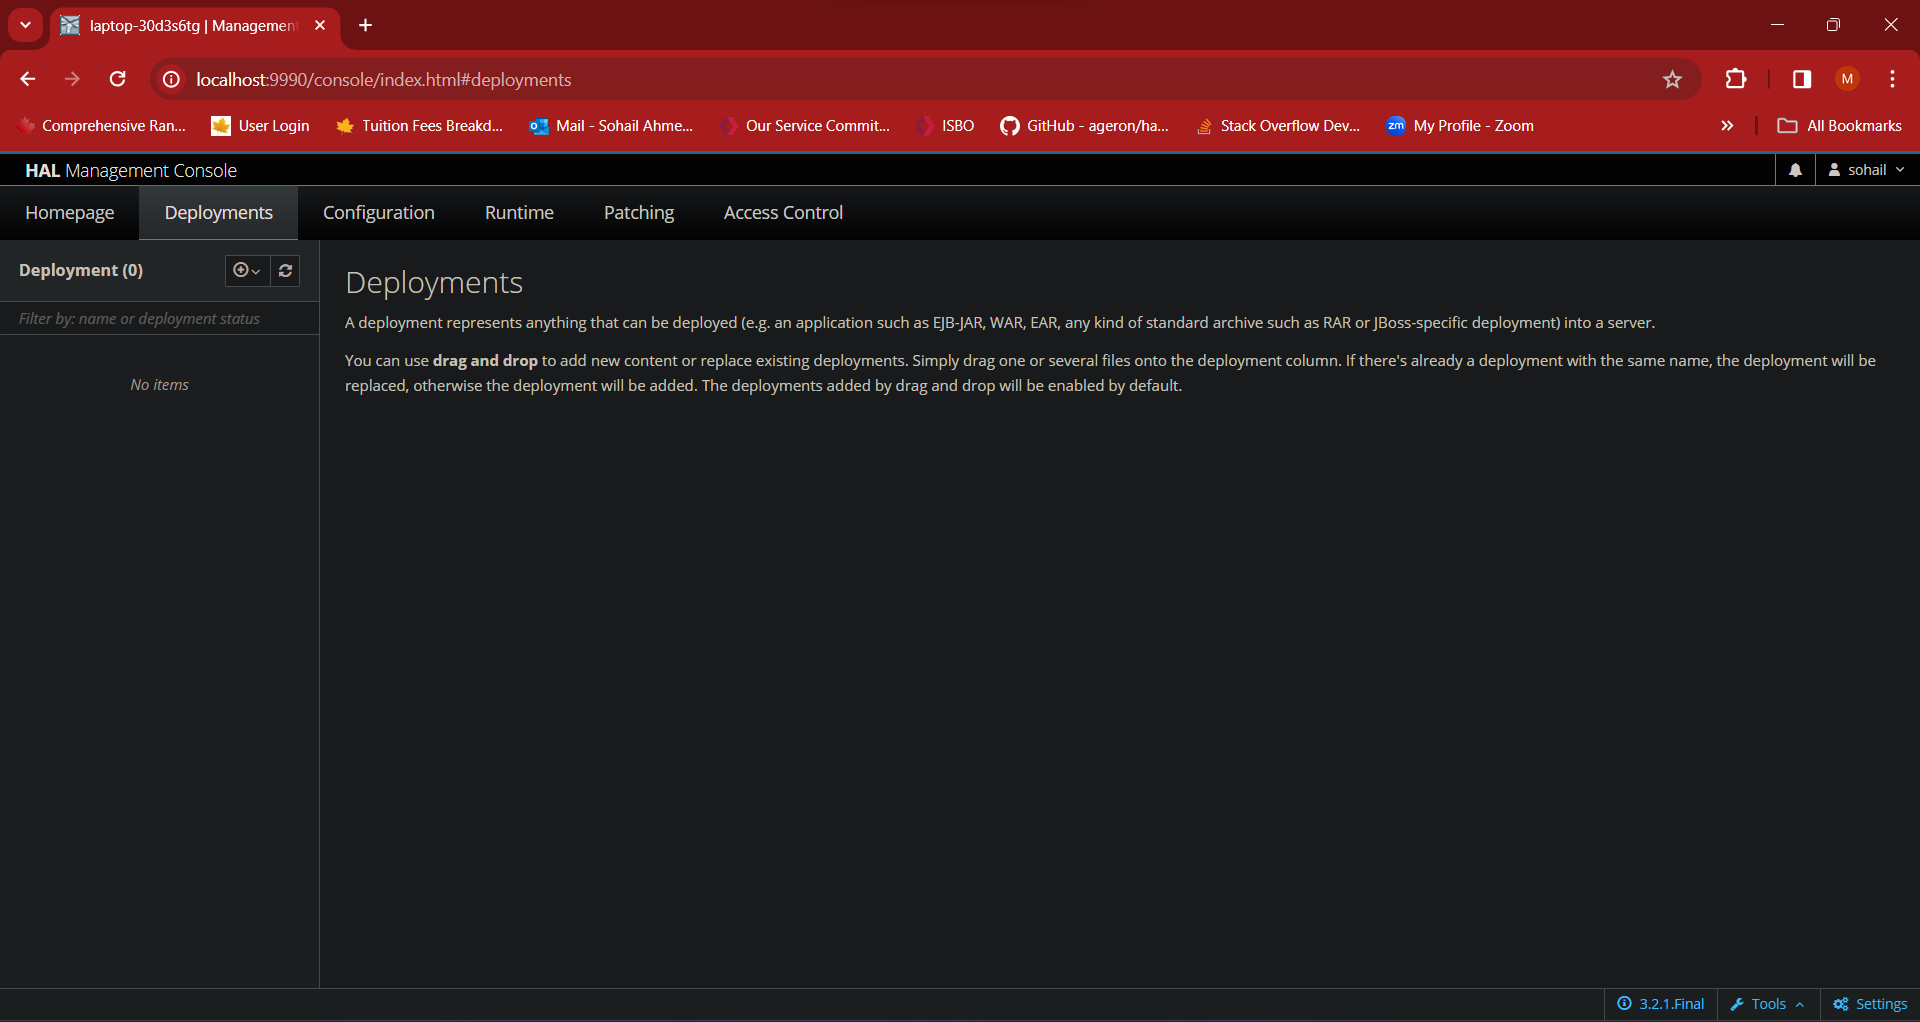 laptop-30d3s6tg | Managemen
localhost:9990/console/index.html#deployments
M
Comprehensive Ran...
User Login
Tuition Fees Breakd...
Mail - Sohail Ahme...
Our Service Commit...
ISBO
GitHub - ageron/ha...
Stack Overflow Dev...
zm My Profile - Zoom
All Bookmarks
HAL Management Console
sohail
Homepage
Deployments
Configuration
Runtime
Patching
Access Control
Deployment (0)
Filter by: name or deployment status
No items
Deployments
A deployment represents anything that can be deployed (e.g. an application such as EJB-JAR, WAR, EAR, any kind of standard archive such as RAR or JBoss-specific deployment) into a server.
You can use drag and drop to add new content or replace existing deployments. Simply drag one or several files onto the deployment column. If there's already a deployment with the same name, the deployment will be
replaced, otherwise the deployment will be added. The deployments added by drag and drop will be enabled by default.
3.2.1.Final
Tools
Settings